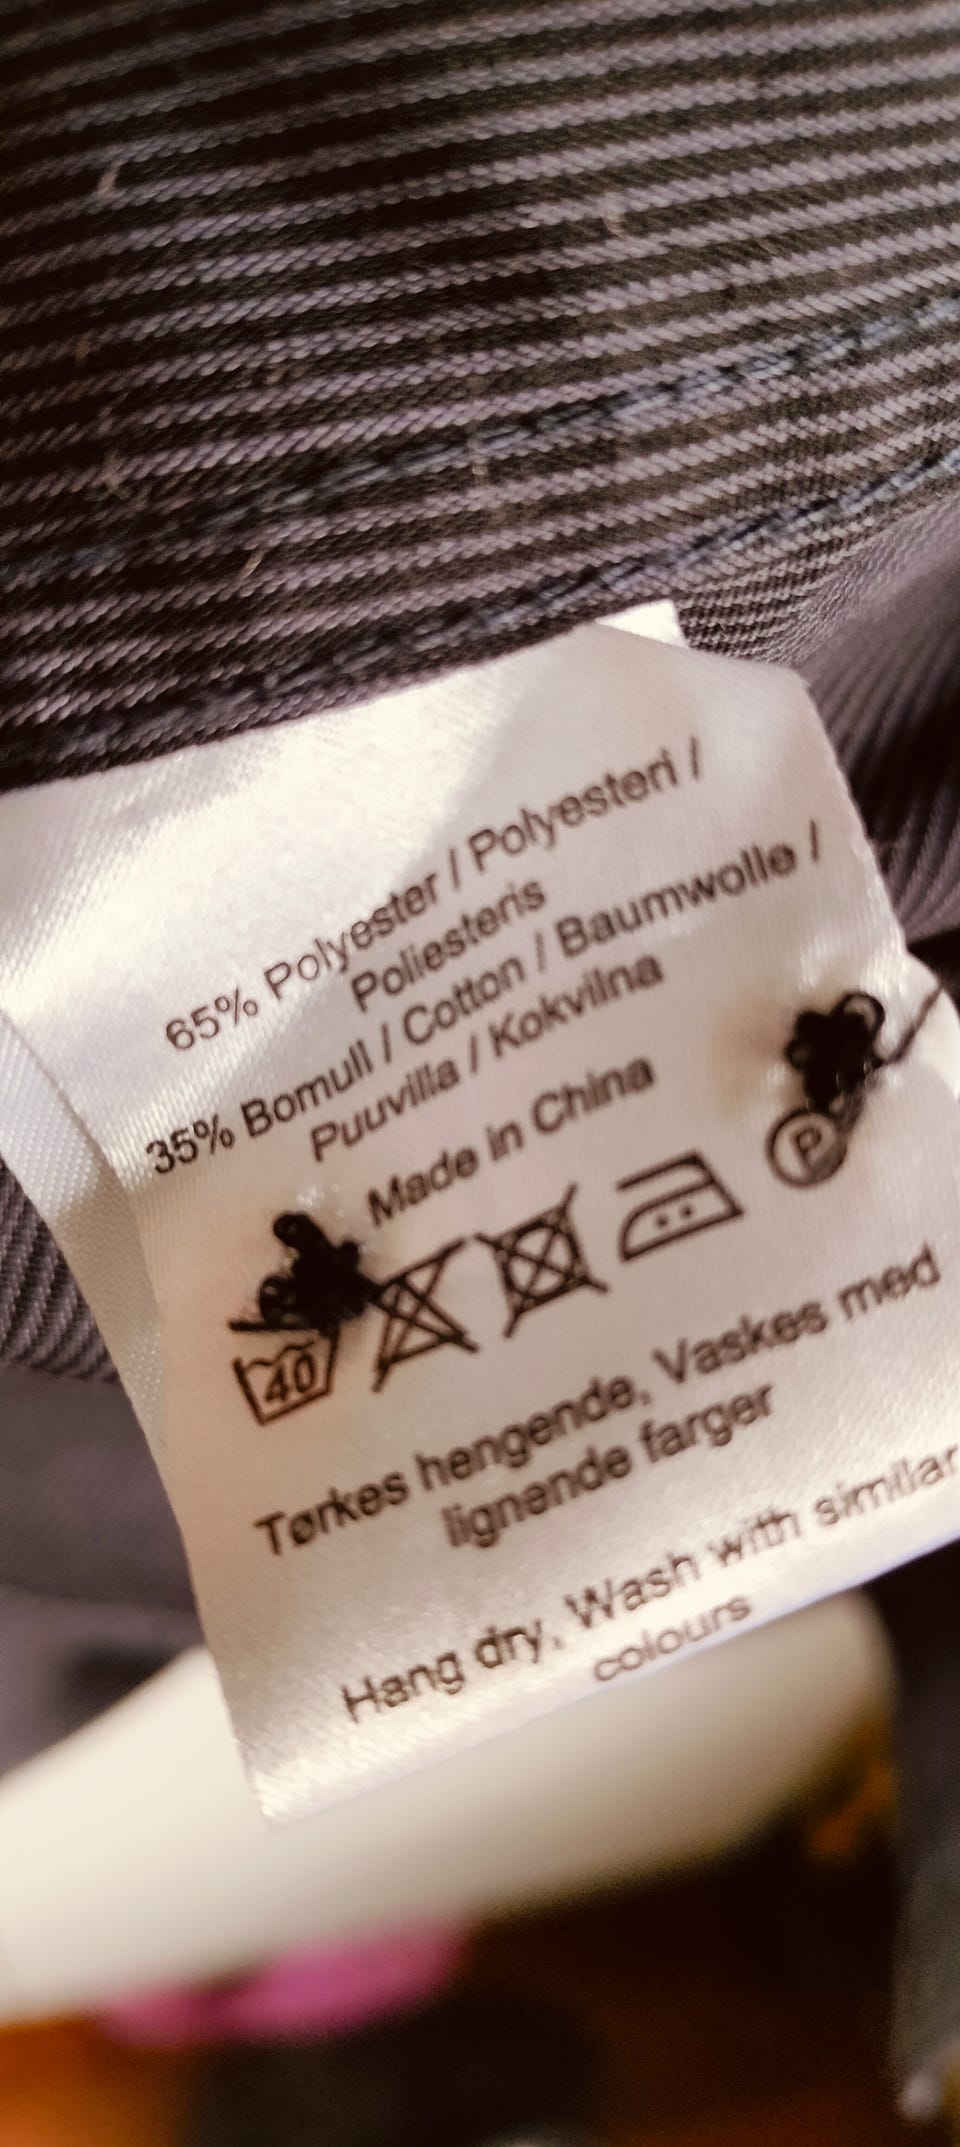 65% Polyester / Polyesteri /
Poliesteris
35% Bomull / Cotton / Baumwolle /
Puuvilla / Kokvilna
Made in China
40 P
Tørkes hengende, Vaskes med
lignende farger
Hang dry, Wash with similar
colours